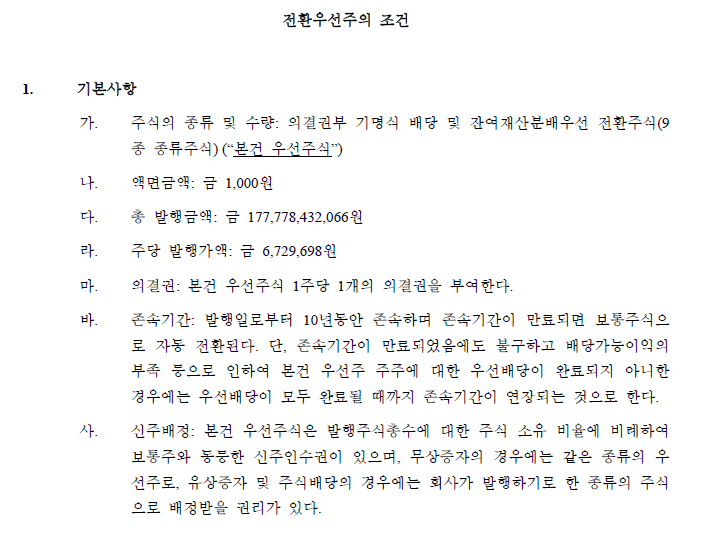 전환우선주의 조건
1. 기본사항
가. 주식의 종류 및 수량: 의결권부 기명식 배당 및 잔여재산분배우선 전환주식(9
종 종류주식) (“본건 우선주식”)
나. 액면금액: 금 1,000원
다. 총 발행금액: 금 177,778,432,066원
라. 주당 발행가액: 금 6,729,698원
마. 의결권: 본건 우선주식 1주당 1개의 의결권을 부여한다.
바. 존속기간: 발행일로부터 10년동안 존속하며 존속기간이 만료되면 보통주식으
로 자동 전환된다. 단, 존속기간이 만료되었음에도 불구하고 배당가능이익의
부족 등으로 인하여 본건 우선주 주주에 대한 우선배당이 완료되지 아니한
경우에는 우선배당이 모두 완료될 때까지 존속기간이 연장되는 것으로 한다.
사. 신주배정: 본건 우선주식은 발행주식총수에 대한 주식 소유 비율에 비례하여
보통주와 동등한 신주인수권이 있으며, 무상증자의 경우에는 같은 종류의 우
선주로, 유상증자 및 주식배당의 경우에는 회사가 발행하기로 한 종류의 주식
으로 배정받을 권리가 있다.